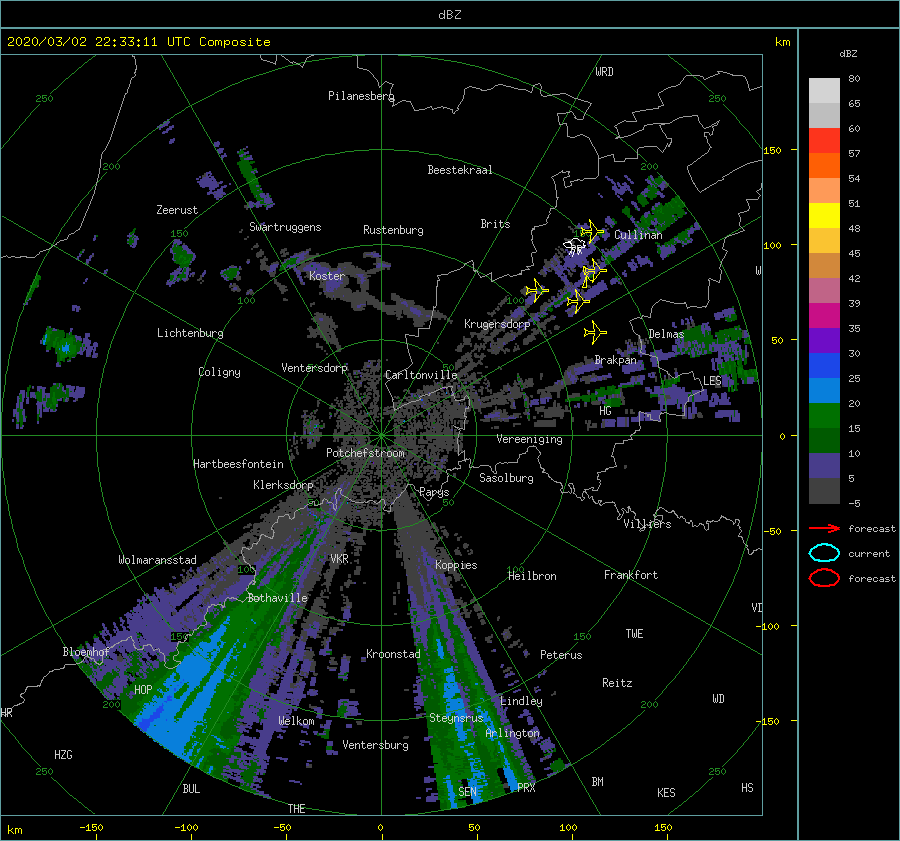 dBZ
2020/03/02 22:33:11 UTC Composite
km
dBZ
WRD
80
250
Pilanesberg
250
65
60
150
57
200
Beestekraal
200
54
51
Zeerust
150
Swartruggens
Rustenburg
Brits
Cullinan
48
100
45
Koster
W
42
100
100
39
Krugersdorp
35
Lichtenburg
Delmas
50
30
Coligny
Ventersdorp
Carltonville
Brakpan
50
LES
25
HG
20
Vereeniging
0
15
Hartbeesfontein
Potchefstroom
10
Klerksdorp
Parys
Sasolburg
5
50
-5
Villiers
-50
forecast
Wolmaransstad
VKR
Koppies
current
100
100
Heilbron
Frankfort
forecast
Bothaville
VI
-100
150
150
TWE
Bloemhof
Kroonstad
Peterus
HOP
Reitz
200
Lindley
200
WD
HR
Welkom
Steynsrus
-150
Arlington
HZG
Ventersburg
250
250
BUL
SEN
PRX
BM
KES
HS
THE
km
-150
-100
-50
0
50
100
150